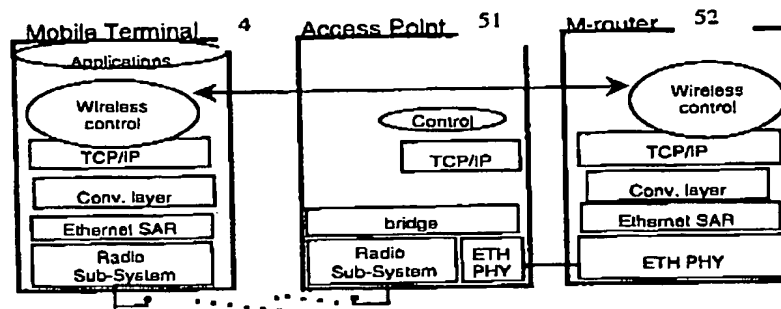 Mobile Terminal 4
Applications
Wireless
control
TCP/IP
Conv. layer
Ethernet SAR
Radio
Sub-System
Access Point 51
Control
TCP/IP
bridge
Radio
Sub-System
ETH
PHY
M-router 52
Wireless
control
TCP/IP
Conv. layer
Ethernet SAR
ETH PHY